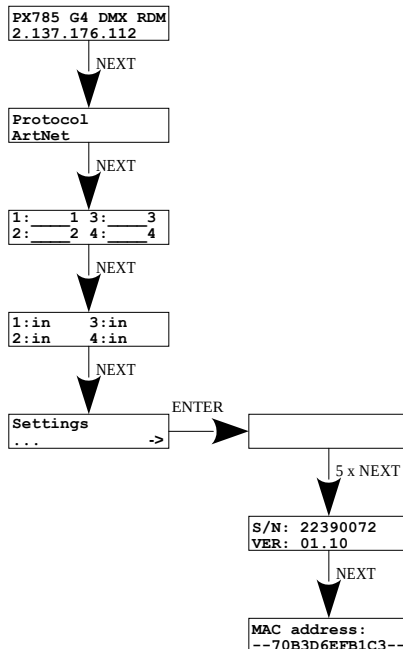 PX785 G4 DMX RDM
2.137.176.112
NEXT
Protocol
ArtNet
NEXT
1:____1 3:____3
2:____2 4:____4
NEXT
1:in 3:in
2:in 4:in
NEXT
Settings
... ->
ENTER
5 x NEXT
S/N: 22390072
VER: 01.10
NEXT
MAC address:
--70B3D6EFB1C3--